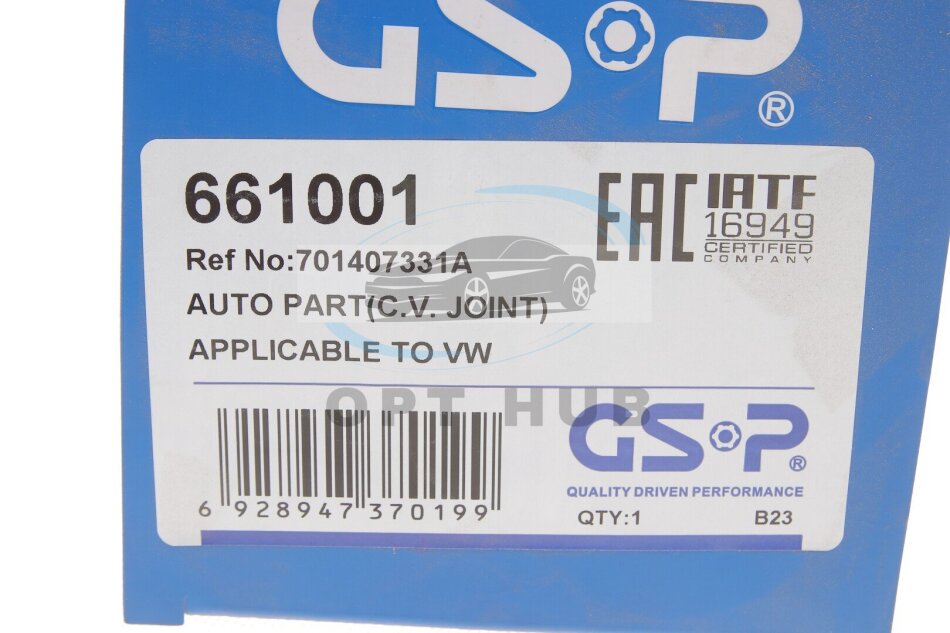 GSP®
661001
EAC
IATF
16949
CERTIFIED
COMPANY
Ref No:701407331A
AUTO PART(C.V. JOINT)
APPLICABLE TO VW
OPT HUB
GSP®
QUALITY DRIVEN PERFORMANCE
6 928947 370199
QTY:1 B23